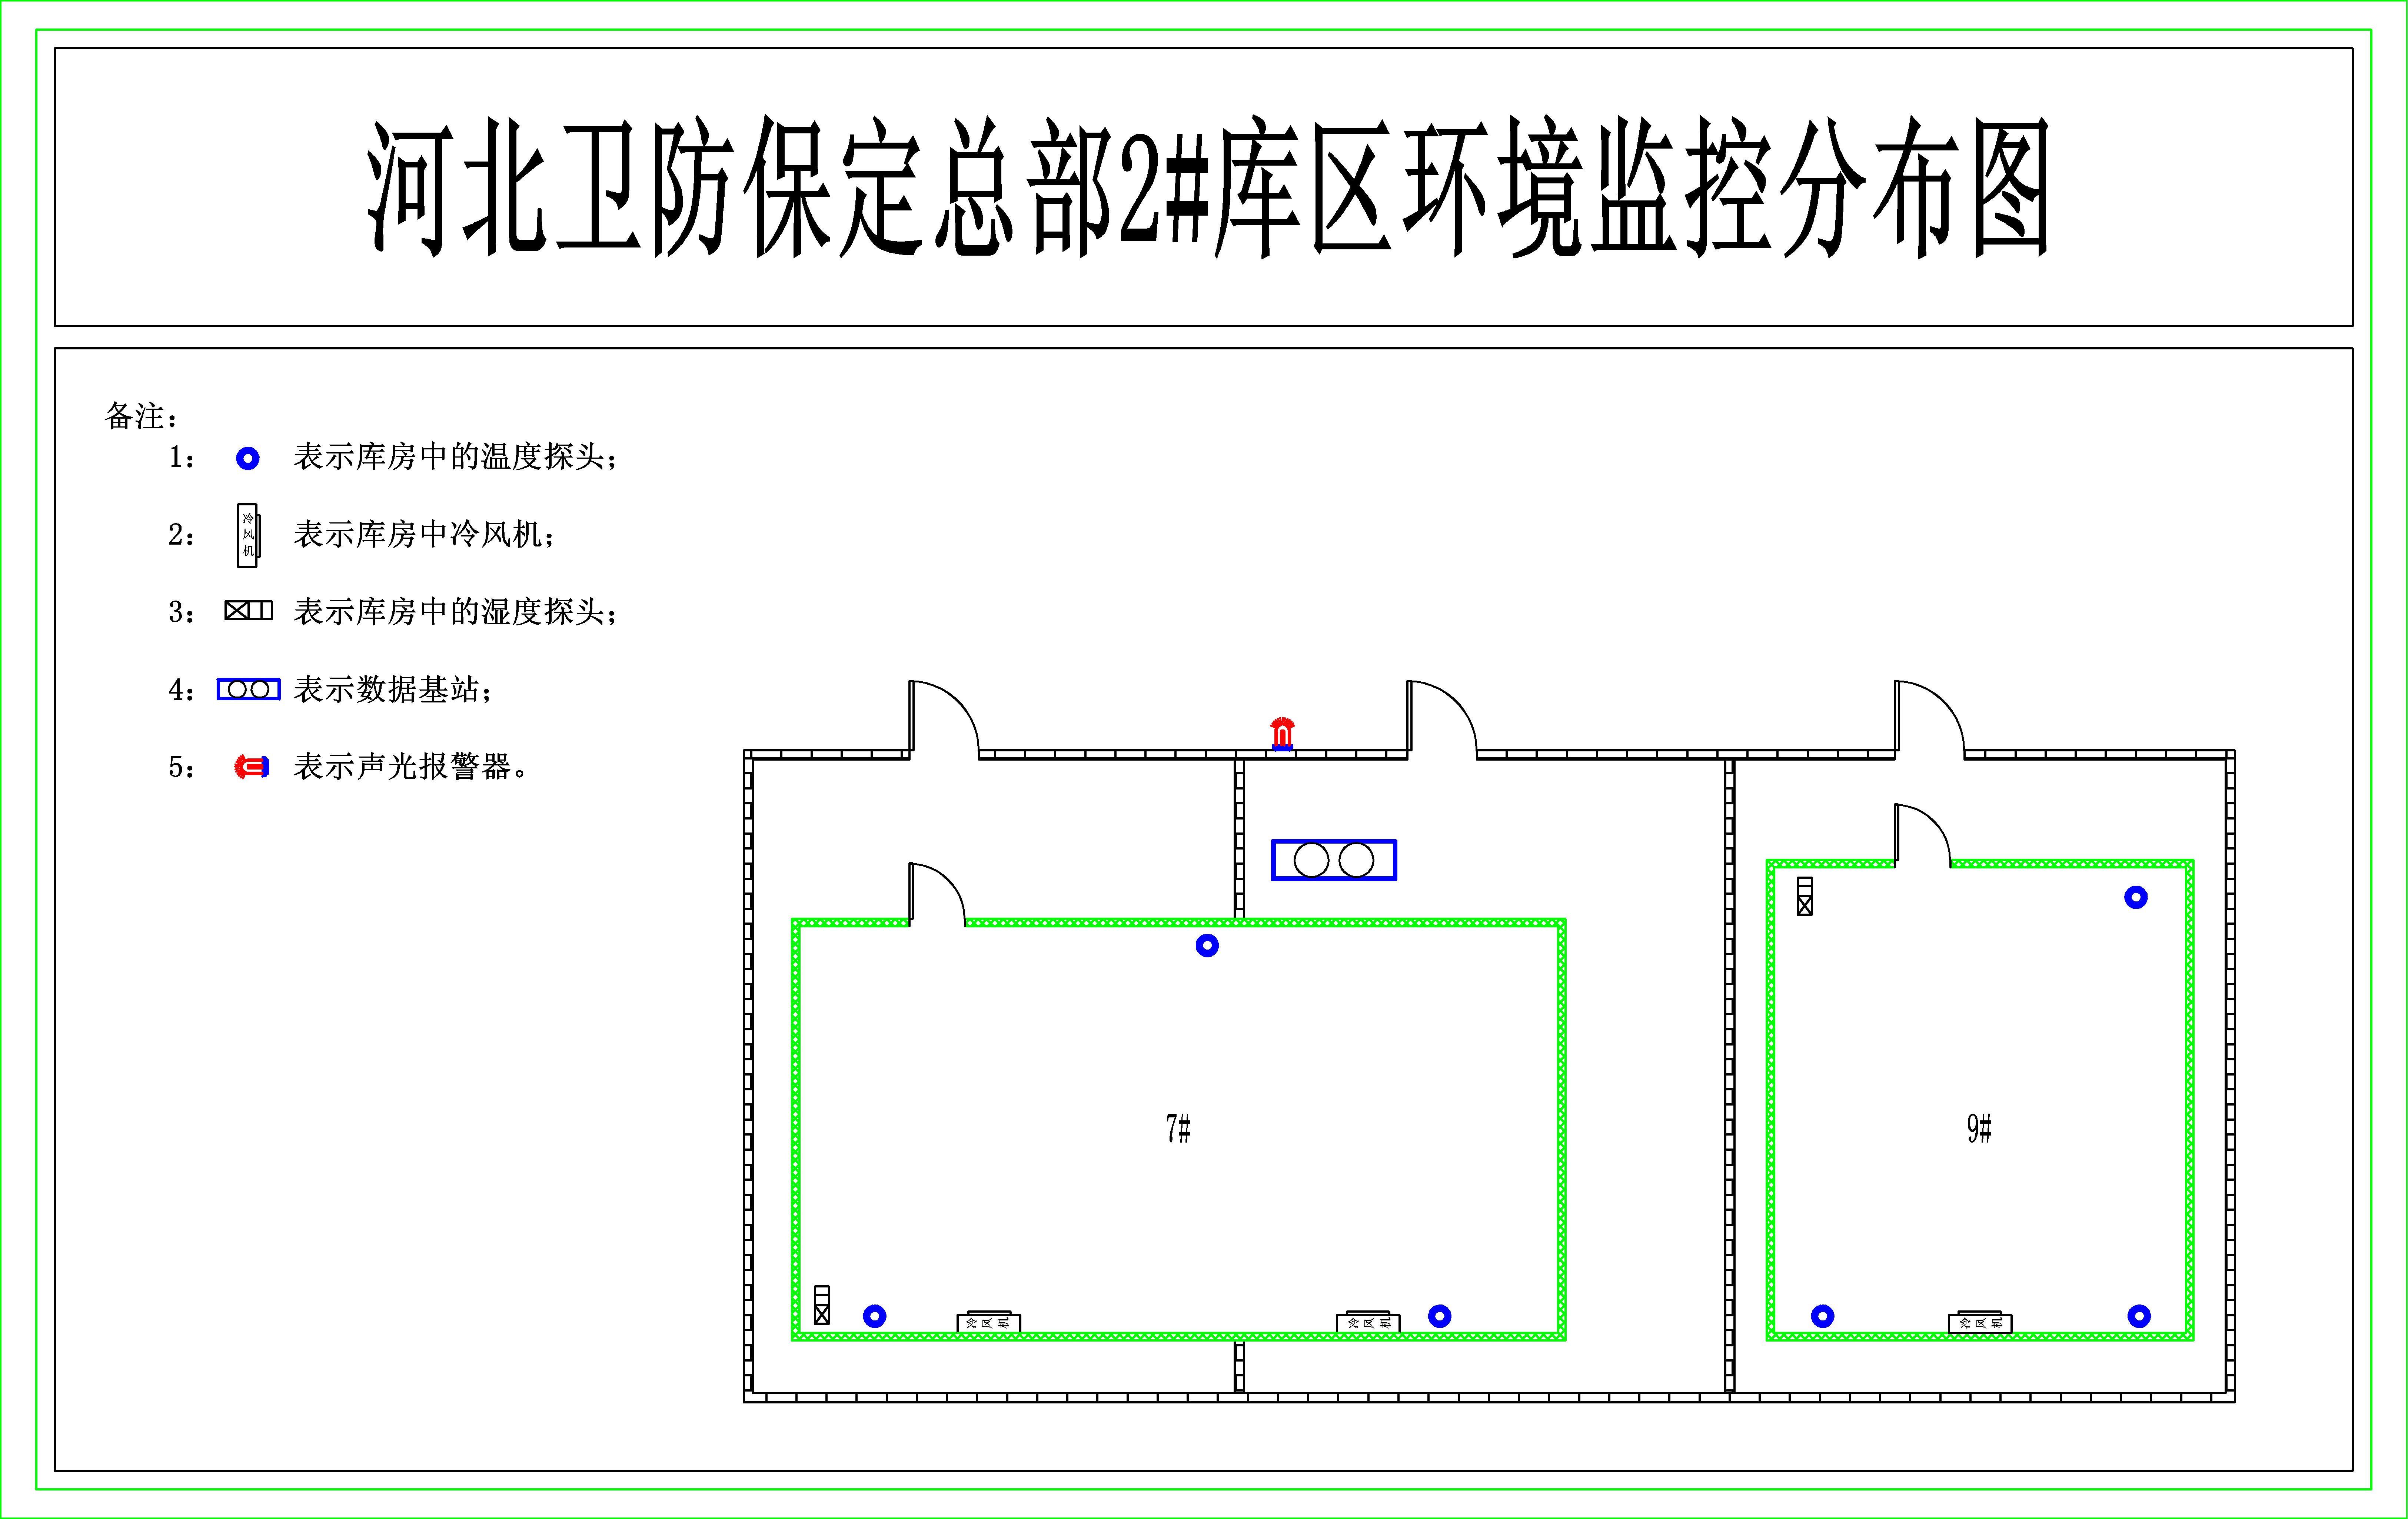 河北卫防保定总部2#库区环境监控分布图
备注：
1： 表示库房中的温度探头；
2： 冷风机 表示库房中冷风机；
3： 表示库房中的湿度探头；
4： 表示数据基站；
5： 表示声光报警器。
7#
9#
冷风机
冷风机
冷风机